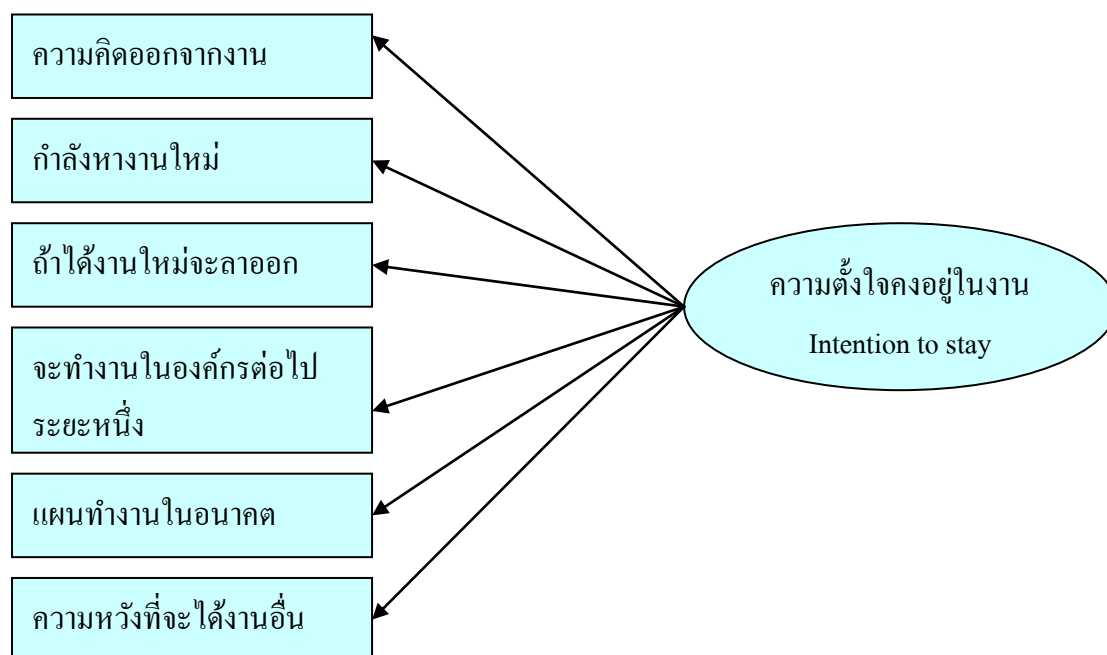 ความคิดออกจากงาน
กำลังหางานใหม่
ถ้าได้งานใหม่จะลาออก
จะทำงานในองค์กรต่อไป
ระยะหนึ่ง
แผนทำงานในอนาคต
ความหวังที่จะได้งานอื่น
ความตั้งใจคงอยู่ในงาน
Intention to stay